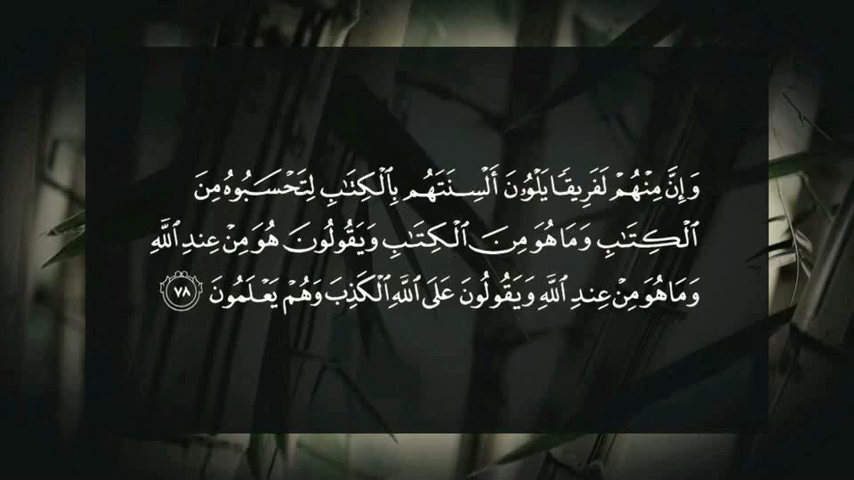 وَإِنَّ مِنْهُمْ لَفَرِيقًا يَلْوُۥنَ أَلْسِنَتَهُم بِٱلْكِتَٰبِ لِتَحْسَبُوهُ مِنَ
ٱلْكِتَٰبِ وَمَا هُوَ مِنَ ٱلْكِتَٰبِ وَيَقُولُونَ هُوَ مِنْ عِندِ ٱللَّهِ
وَمَا هُوَ مِنْ عِندِ ٱللَّهِ وَيَقُولُونَ عَلَى ٱللَّهِ ٱلْكَذِبَ وَهُمْ يَعْلَمُونَ ٧٨